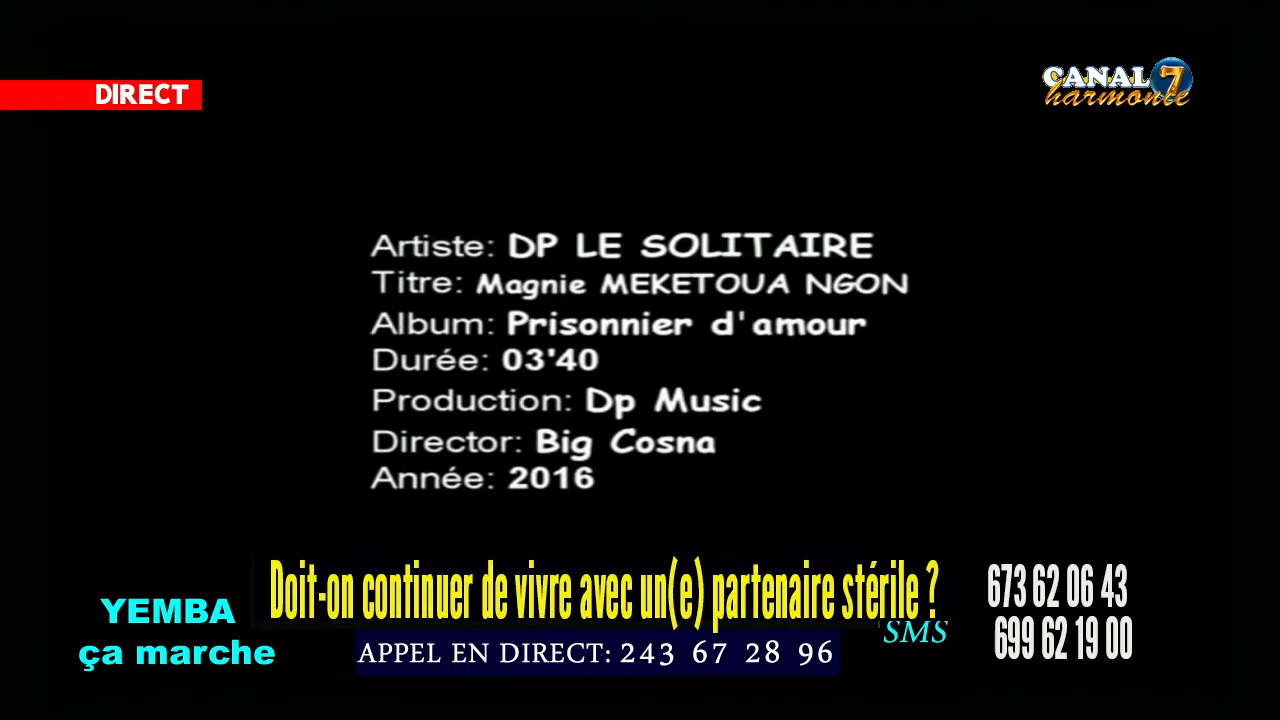 DIRECT
CANAL 7
harmonie
Artiste: DP LE SOLITAIRE
Titre: Magnie MEKETOUA NGON
Album: Prisonnier d'amour
Durée: 03'40
Production: Dp Music
Director: Big Cosna
Année: 2016
Doit-on continuer de vivre avec un(e) partenaire stérile ?
YEMBA
ça marche
APPEL EN DIRECT: 243 67 28 96
SMS
673 62 06 43
699 62 19 00